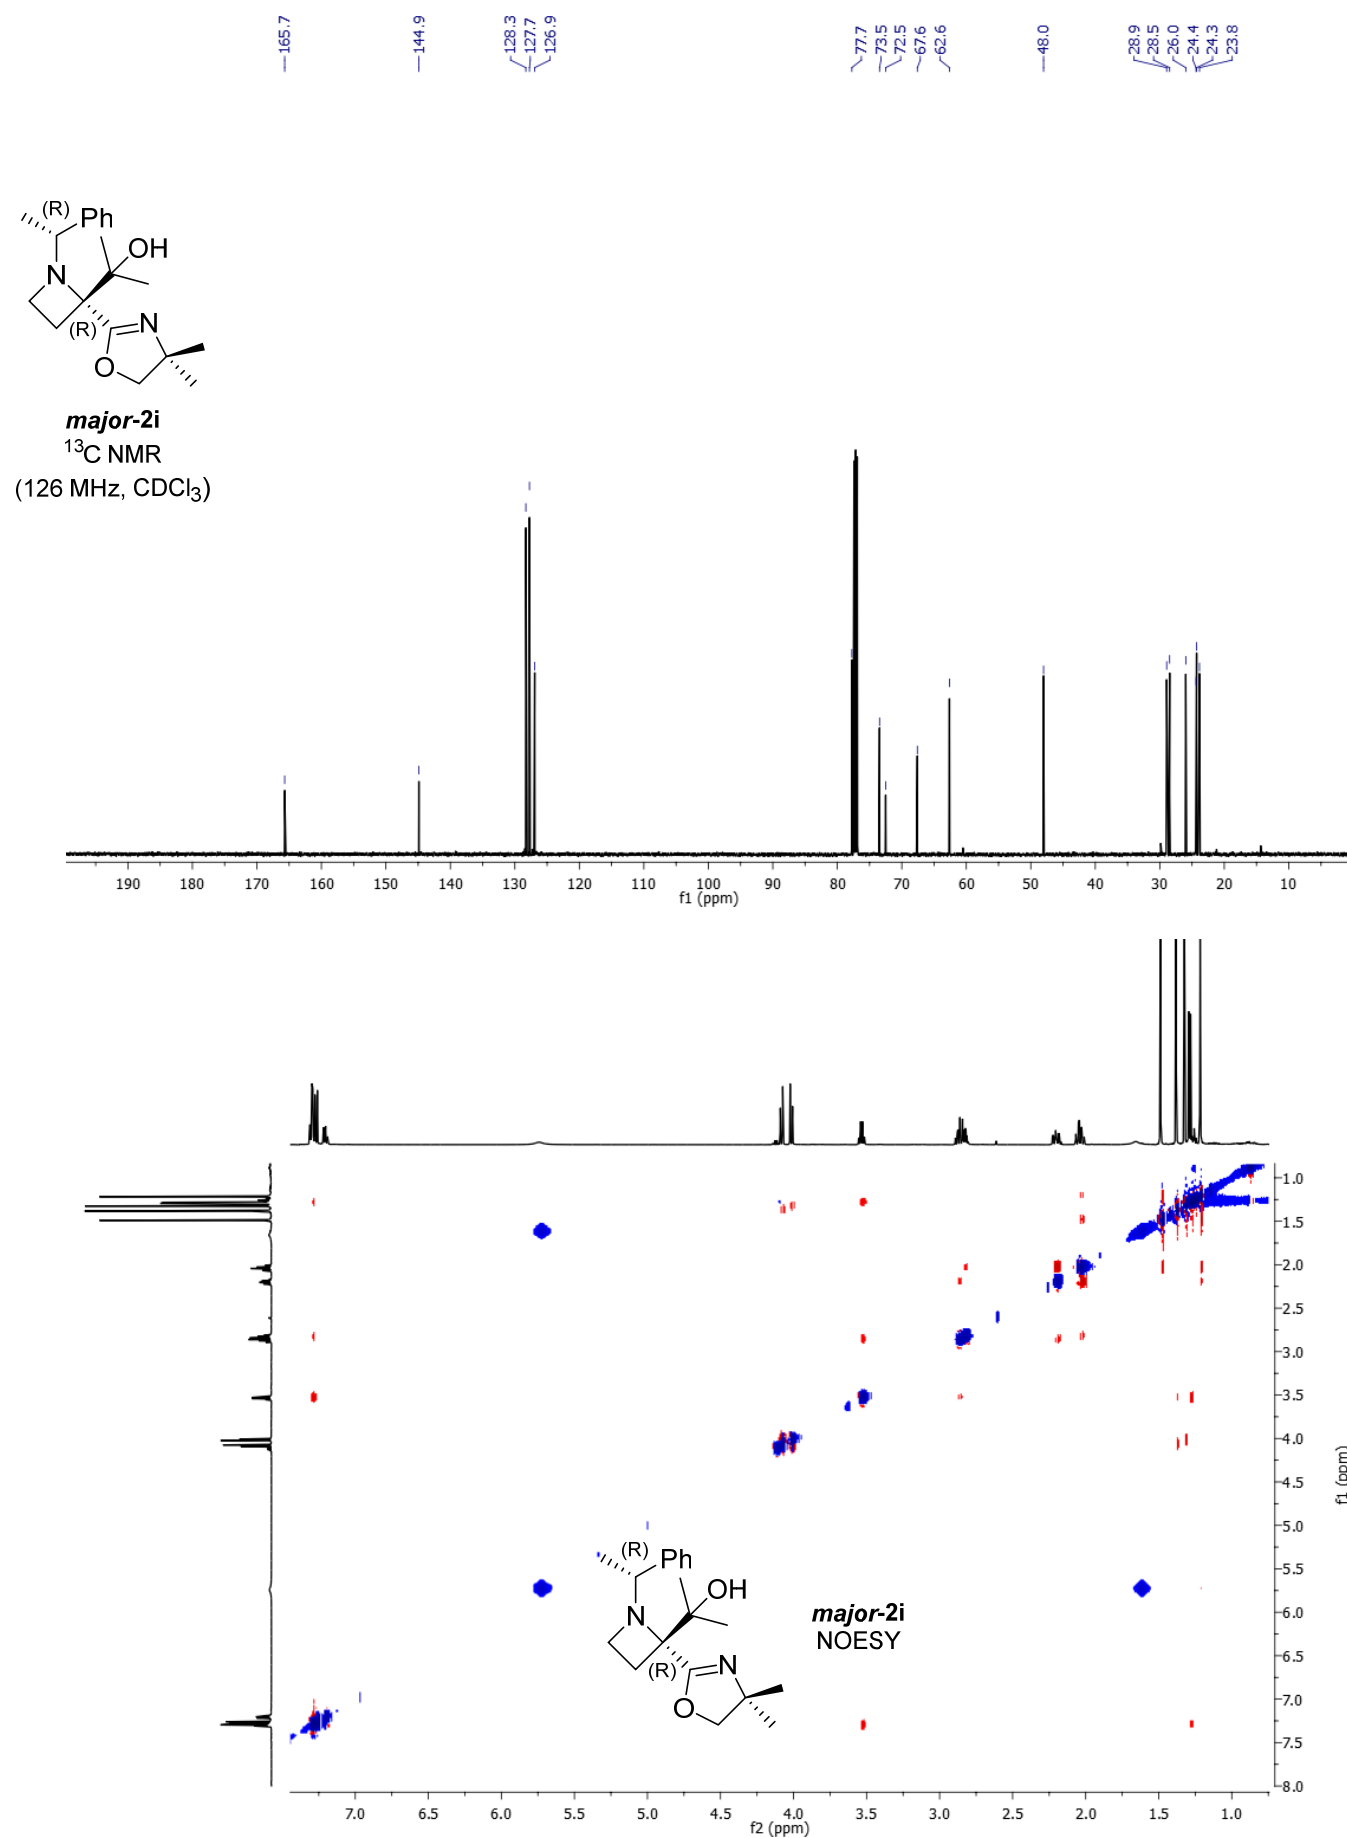 165.7
144.9
128.3
127.7
126.9
77.7
73.5
72.5
67.6
62.6
48.0
28.9
28.5
26.0
24.4
24.3
23.8
(R)
Ph
OH
N
(R)
N
O
major-2i
13C NMR
(126 MHz, CDCl3)
190 180 170 160 150 140 130 120 110 100 90 80 70 60 50 40 30 20 10
f1 (ppm)
1.0
1.5
2.0
2.5
3.0
3.5
4.0
4.5
5.0
5.5
6.0
6.5
7.0
7.5
8.0
f1 (ppm)
(R)
Ph
OH
N
(R)
N
O
major-2i
NOESY
7.0 6.5 6.0 5.5 5.0 4.5 4.0 3.5 3.0 2.5 2.0 1.5 1.0
f2 (ppm)